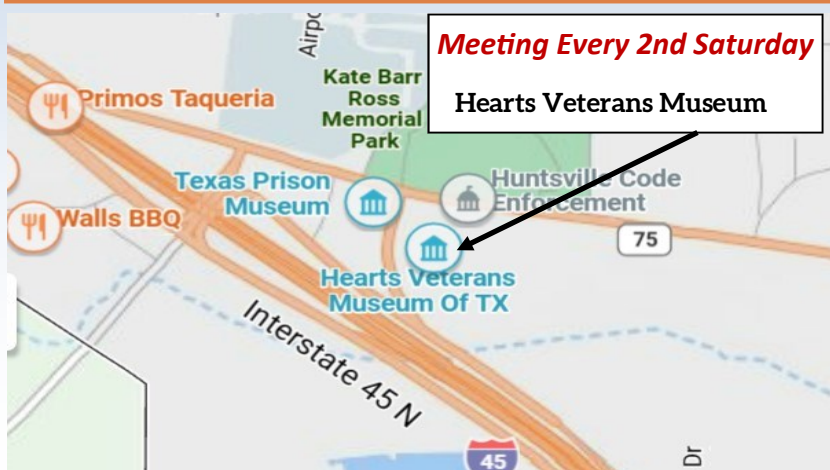 Meeting Every 2nd Saturday
Hearts Veterans Museum
Kate Barr
Ross
Memorial
Park
Primos Taqueria
Texas Prison
Museum
Huntsville Code
Enforcement
Walls BBQ
75
Hearts Veterans
Museum Of TX
Interstate 45 N
45
Dr